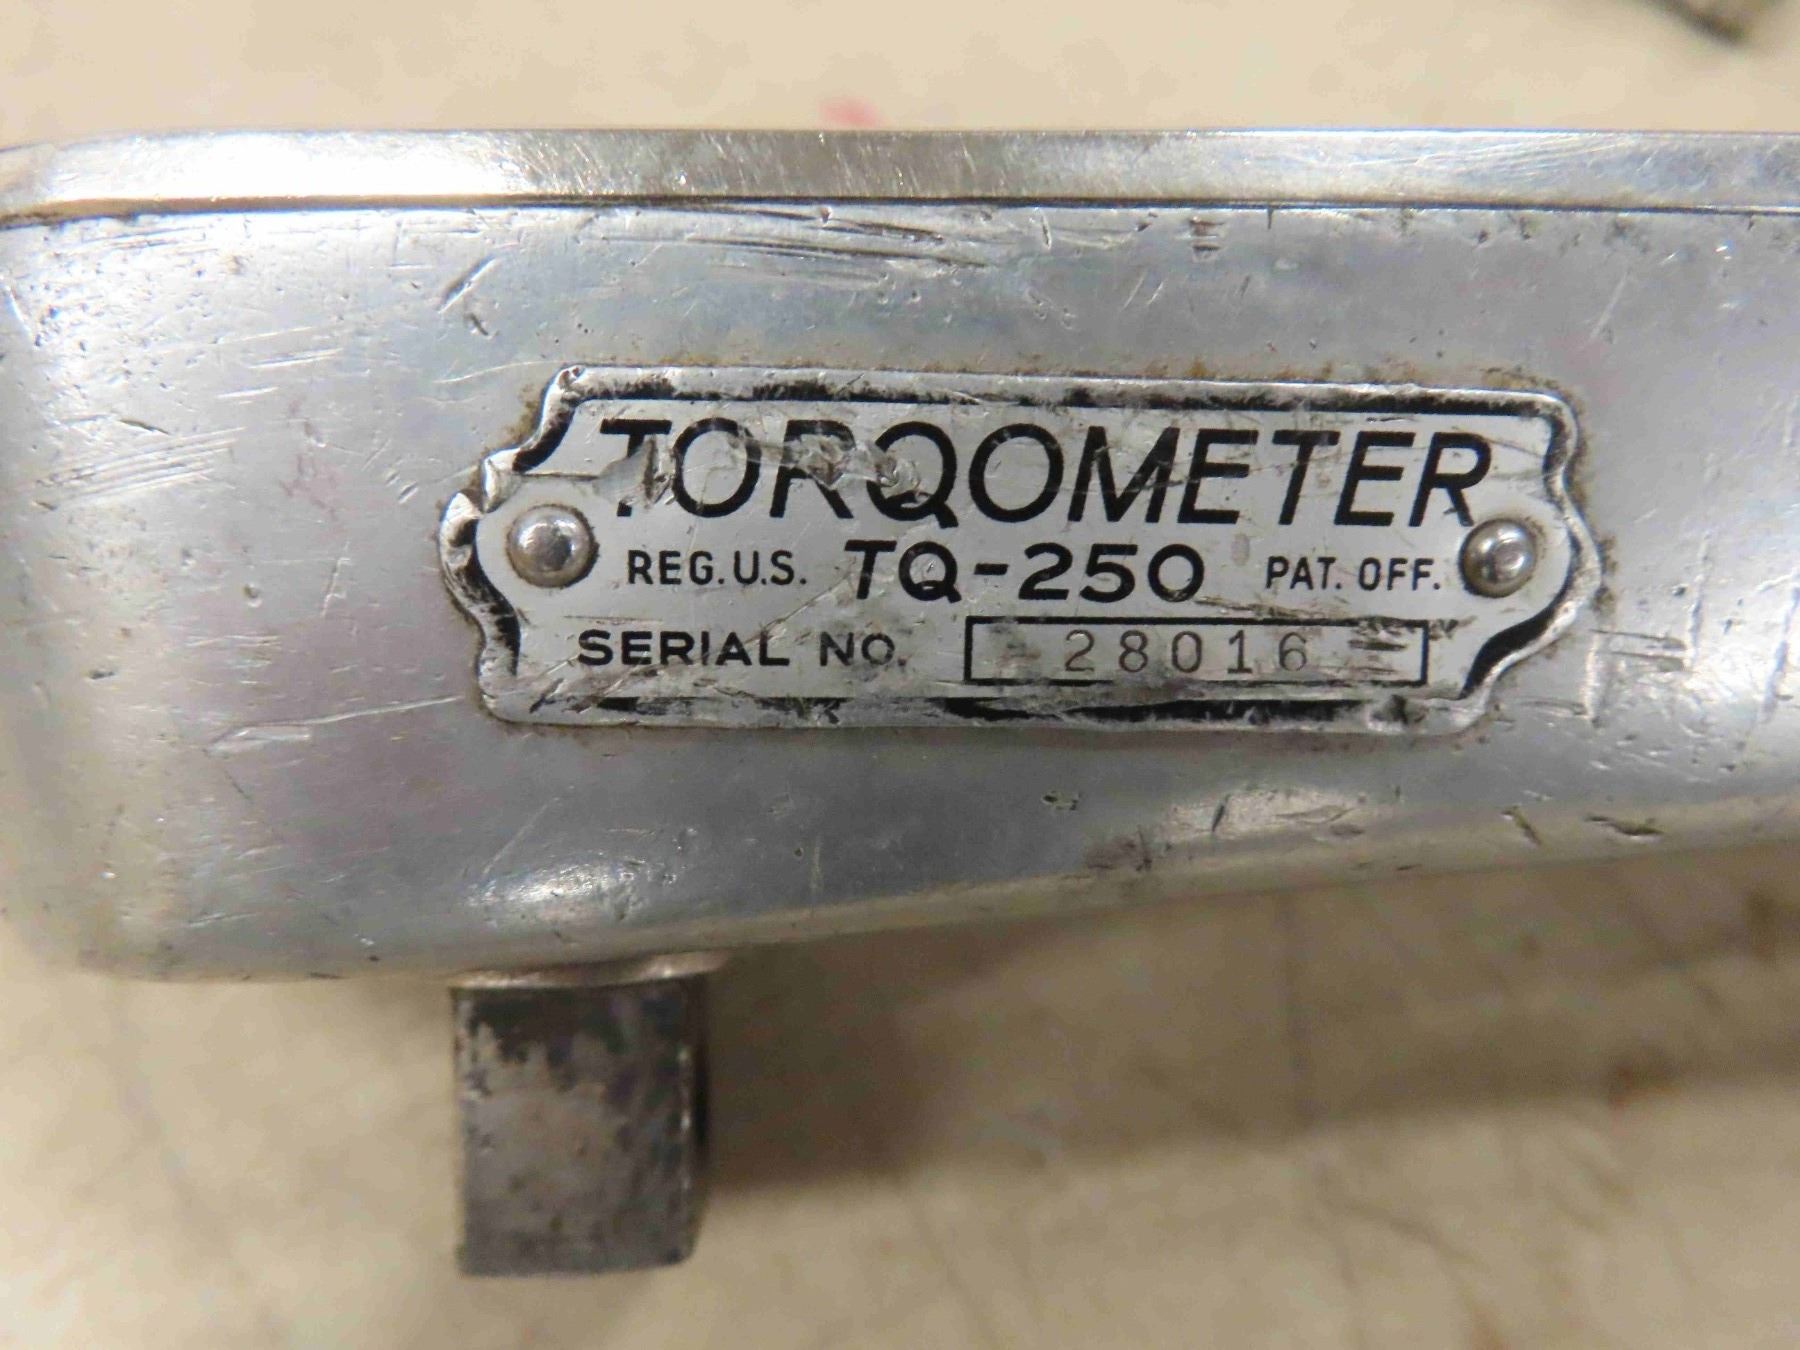 TORQOMETER
REG. U.S. TQ-250 PAT. OFF.
SERIAL NO. 28016